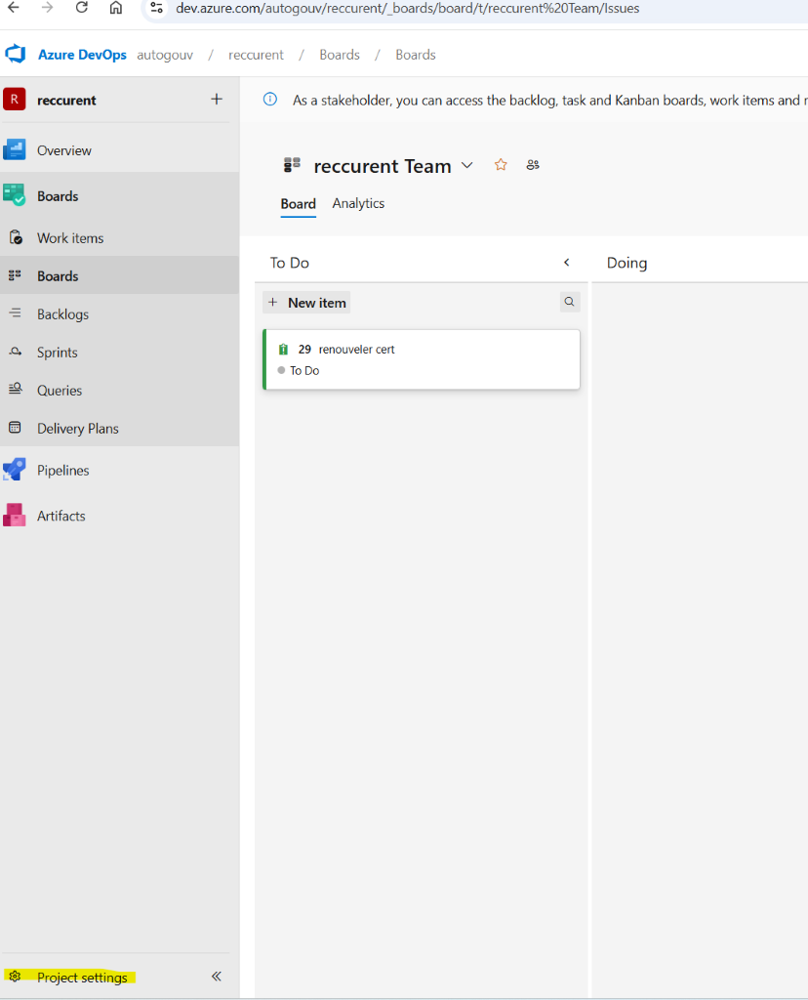 dev.azure.com/autogouv/reccurent/_boards/board/t/reccurent%20Team/Issues
Azure DevOps autogouv / reccurent / Boards / Boards
R reccurent +
As a stakeholder, you can access the backlog, task and Kanban boards, work items and
Overview
Boards
Work items
Boards
Backlogs
Sprints
Queries
Delivery Plans
Pipelines
Artifacts
Project settings
reccurent Team
Board Analytics
To Do
Doing
+ New item
29 renouveler cert
To Do